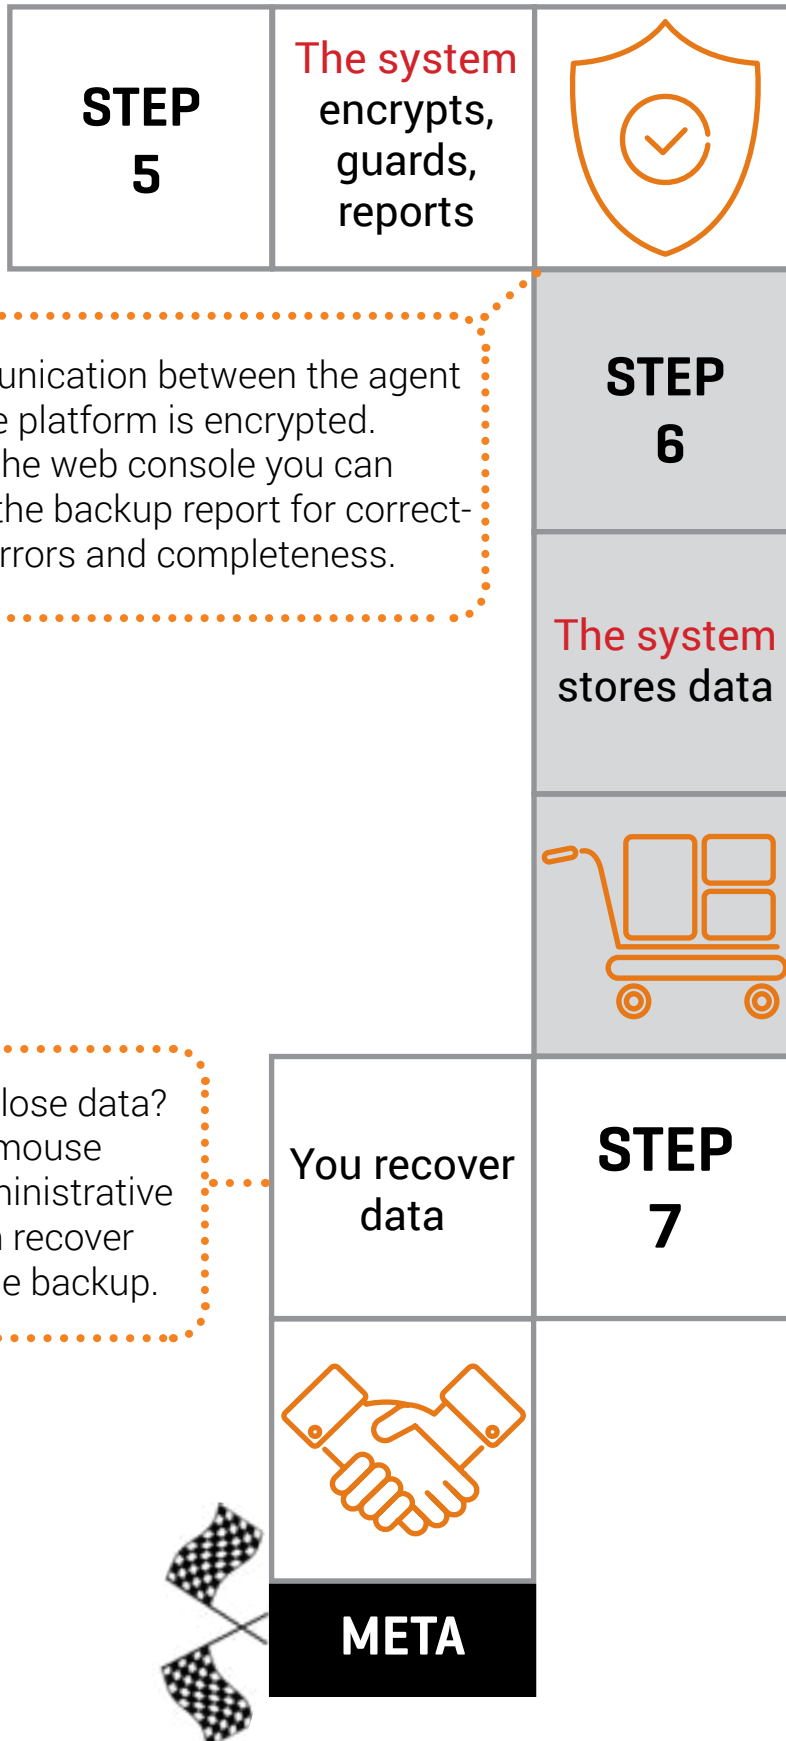 STEP
5
The system
encrypts,
guards,
reports
unication between the agent
e platform is encrypted.
he web console you can
the backup report for correct-
rrors and completeness.
STEP
6
The system
stores data
lose data?
mouse
ministrative
recover
e backup.
You recover
data
STEP
7
META